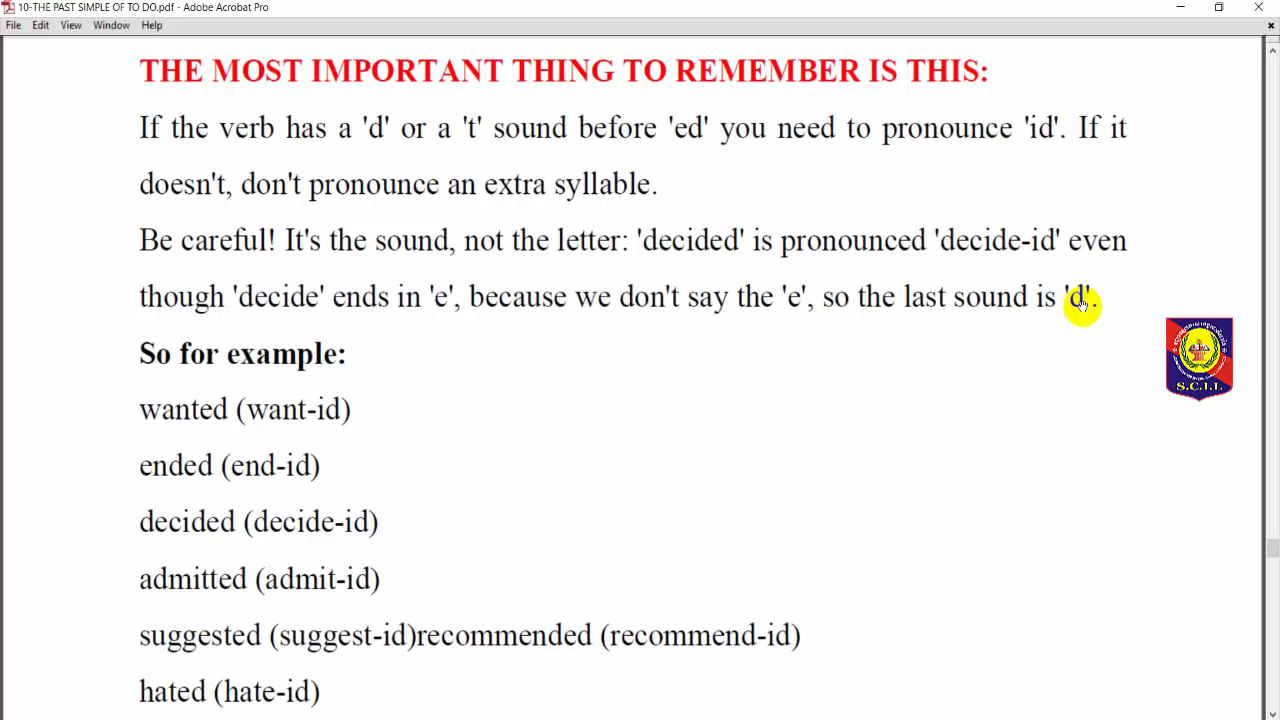 10-THE PAST SIMPLE OF TO DO.pdf - Adobe Acrobat Pro
File Edit View Window Help
THE MOST IMPORTANT THING TO REMEMBER IS THIS:
If the verb has a 'd' or a 't' sound before 'ed' you need to pronounce 'id'. If it
doesn't, don't pronounce an extra syllable.
Be careful! It's the sound, not the letter: 'decided' is pronounced 'decide-id' even
though 'decide' ends in 'e', because we don't say the 'e', so the last sound is 'd'.
So for example:
wanted (want-id)
ended (end-id)
decided (decide-id)
admitted (admit-id)
suggested (suggest-id)recommended (recommend-id)
hated (hate-id)
S.C.I.I.